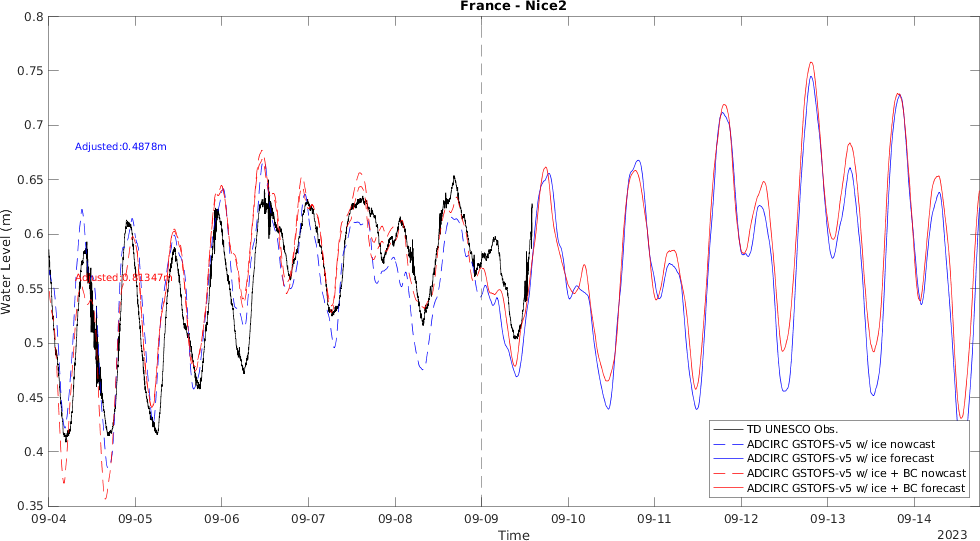 France - Nice2
0.8
0.75
0.7
0.65
0.6
0.55
0.5
0.45
0.4
0.35
Water Level (m)
Adjusted:0.4878m
Adjusted:0.81347m
TD UNESCO Obs.
ADCIRC GSTOFS-v5 w/ ice nowcast
ADCIRC GSTOFS-v5 w/ ice forecast
ADCIRC GSTOFS-v5 w/ ice + BC nowcast
ADCIRC GSTOFS-v5 w/ ice + BC forecast
09-04 09-05 09-06 09-07 09-08 09-09 09-10 09-11 09-12 09-13 09-14
Time
2023